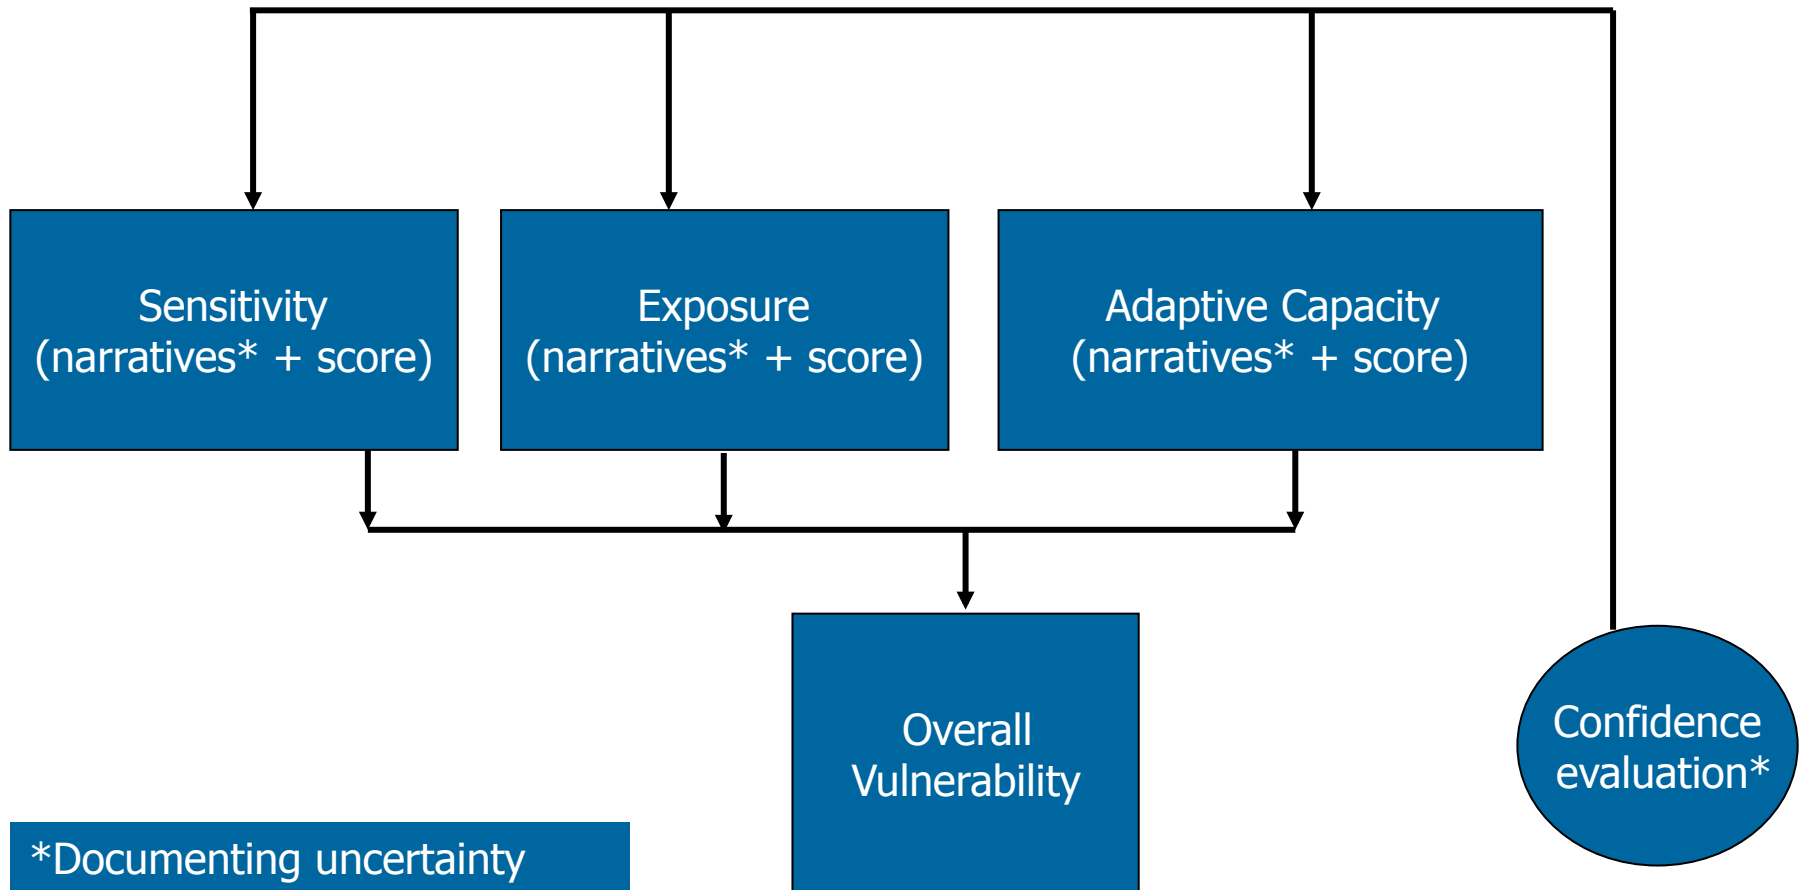 Sensitivity
(narratives* + score)
Exposure
(narratives* + score)
Adaptive Capacity
(narratives* + score)
Overall
Vulnerability
Confidence
evaluation*
*Documenting uncertainty